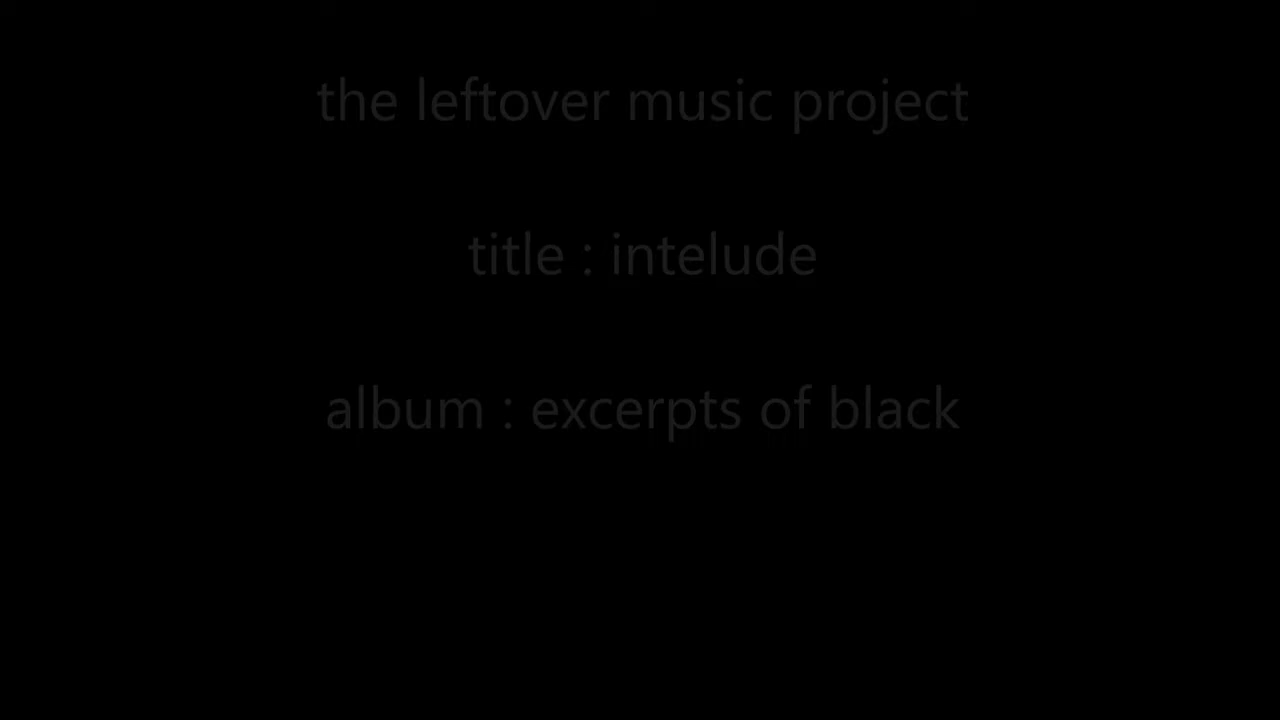 the leftover music project
title : intelude
album : excerpts of black